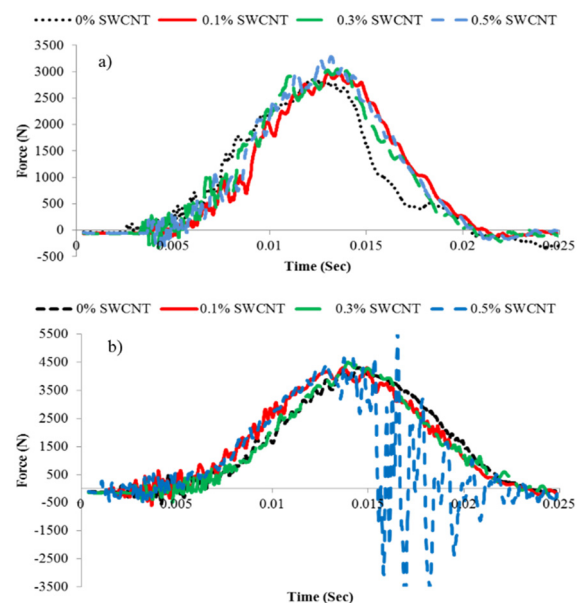 0% SWCNT 0.1% SWCNT 0.3% SWCNT 0.5% SWCNT
a)
3500
3000
2500
2000
1500
1000
500
0
-500
Force (N)
0 0.005 0.01 0.015 0.02 0.025
Time (Sec)
0% SWCNT 0.1% SWCNT 0.3% SWCNT 0.5% SWCNT
b)
5500
4500
3500
2500
1500
500
-500
-1500
-2500
-3500
Force (N)
0 0.005 0.01 0.015 0.02 0.025
Time (Sec)